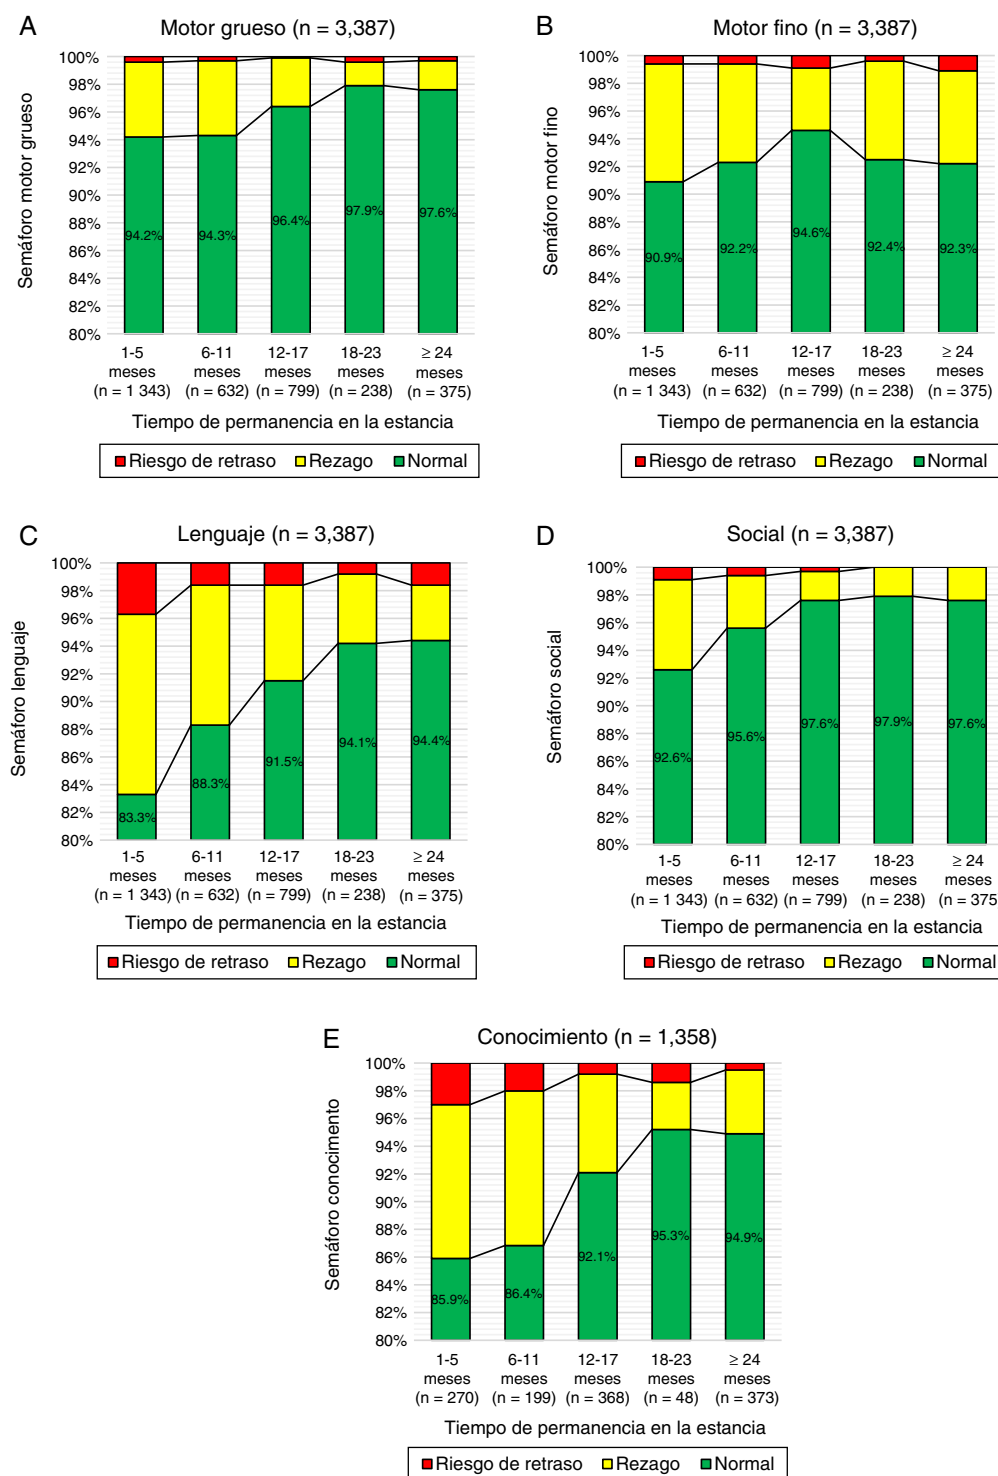 A
Motor grueso (n = 3,387)
Semáforo motor grueso
100%
98%
96%
94%
92%
90%
88%
86%
84%
82%
80%
94.2%
94.3%
96.4%
97.9%
97.6%
1-5 6-11 12-17 18-23 ≥ 24
meses meses meses meses meses
(n = 1 343) (n = 632) (n = 799) (n = 238) (n = 375)
Tiempo de permanencia en la estancia
Riesgo de retraso Rezago Normal
B
Motor fino (n = 3,387)
Semáforo motor fino
100%
98%
96%
94%
92%
90%
88%
86%
84%
82%
80%
90.9%
92.2%
94.6%
92.4%
92.3%
1-5 6-11 12-17 18-23 ≥ 24
meses meses meses meses meses
(n = 1 343) (n = 632) (n = 799) (n = 238) (n = 375)
Tiempo de permanencia en la estancia
Riesgo de retraso Rezago Normal
C
Lenguaje (n = 3,387)
Semáforo lenguaje
100%
98%
96%
94%
92%
90%
88%
86%
84%
82%
80%
83.3%
88.3%
91.5%
94.1%
94.4%
1-5 6-11 12-17 18-23 ≥ 24
meses meses meses meses meses
(n = 1 343) (n = 632) (n = 799) (n = 238) (n = 375)
Tiempo de permanencia en la estancia
Riesgo de retraso Rezago Normal
D
Social (n = 3,387)
Semáforo social
100%
98%
96%
94%
92%
90%
88%
86%
84%
82%
80%
92.6%
95.6%
97.6%
97.9%
97.6%
1-5 6-11 12-17 18-23 ≥ 24
meses meses meses meses meses
(n = 1 343) (n = 632) (n = 799) (n = 238) (n = 375
Tiempo de permanencia en la estancia
Riesgo de retraso Rezago Normal
E
Conocimiento (n = 1,358)
Semáforo conocimento
100%
98%
96%
94%
92%
90%
88%
86%
84%
82%
80%
85.9%
86.4%
92.1%
95.3%
94.9%
1-5 6-11 12-17 18-23 ≥ 24
meses meses meses meses meses
(n = 270) (n = 199) (n = 368) (n = 48) (n = 373)
Tiempo de permanencia en la estancia
Riesgo de retraso Rezago Normal